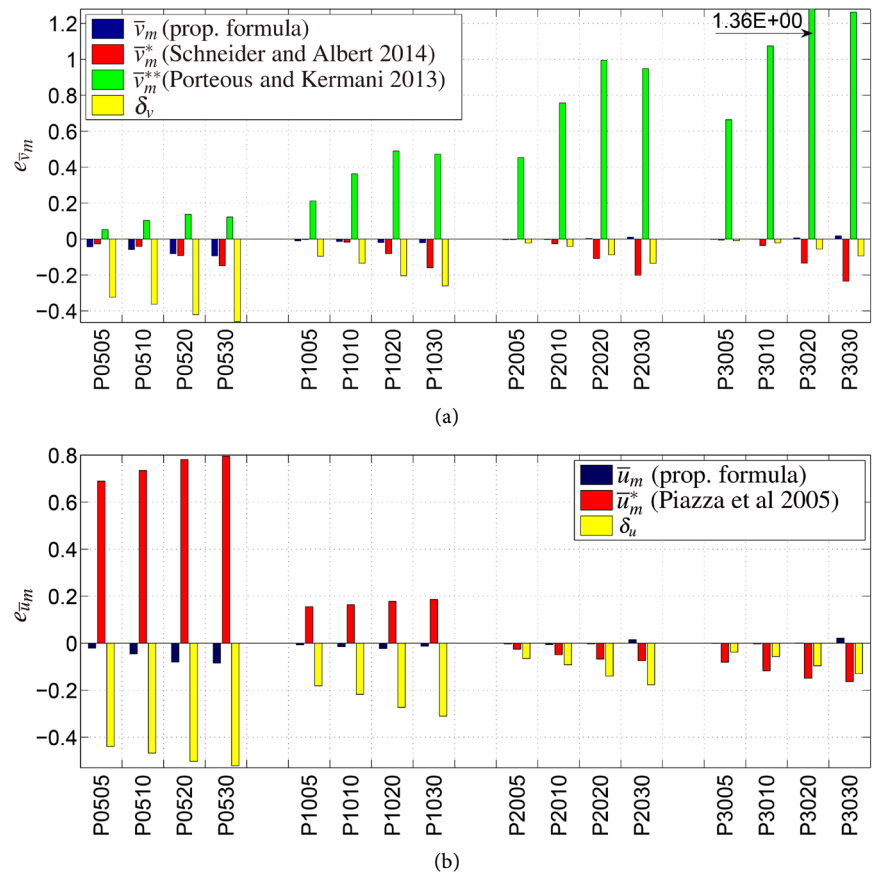 1.36E+00
v̅m (prop. formula)
v̅m* (Schneider and Albert 2014)
v̅m** (Porteous and Kermani 2013)
δv
1.2
1
0.8
0.6
0.4
0.2
0
−0.2
−0.4
ev̅m
P0505 P0510 P0520 P0530 P1005 P1010 P1020 P1030 P2005 P2010 P2020 P2030 P3005 P3010 P3020 P3030
(a)
u̅m (prop. formula)
u̅m* (Piazza et al 2005)
δu
0.8
0.6
0.4
0.2
0
−0.2
−0.4
eu̅m
P0505 P0510 P0520 P0530 P1005 P1010 P1020 P1030 P2005 P2010 P2020 P2030 P3005 P3010 P3020 P3030
(b)